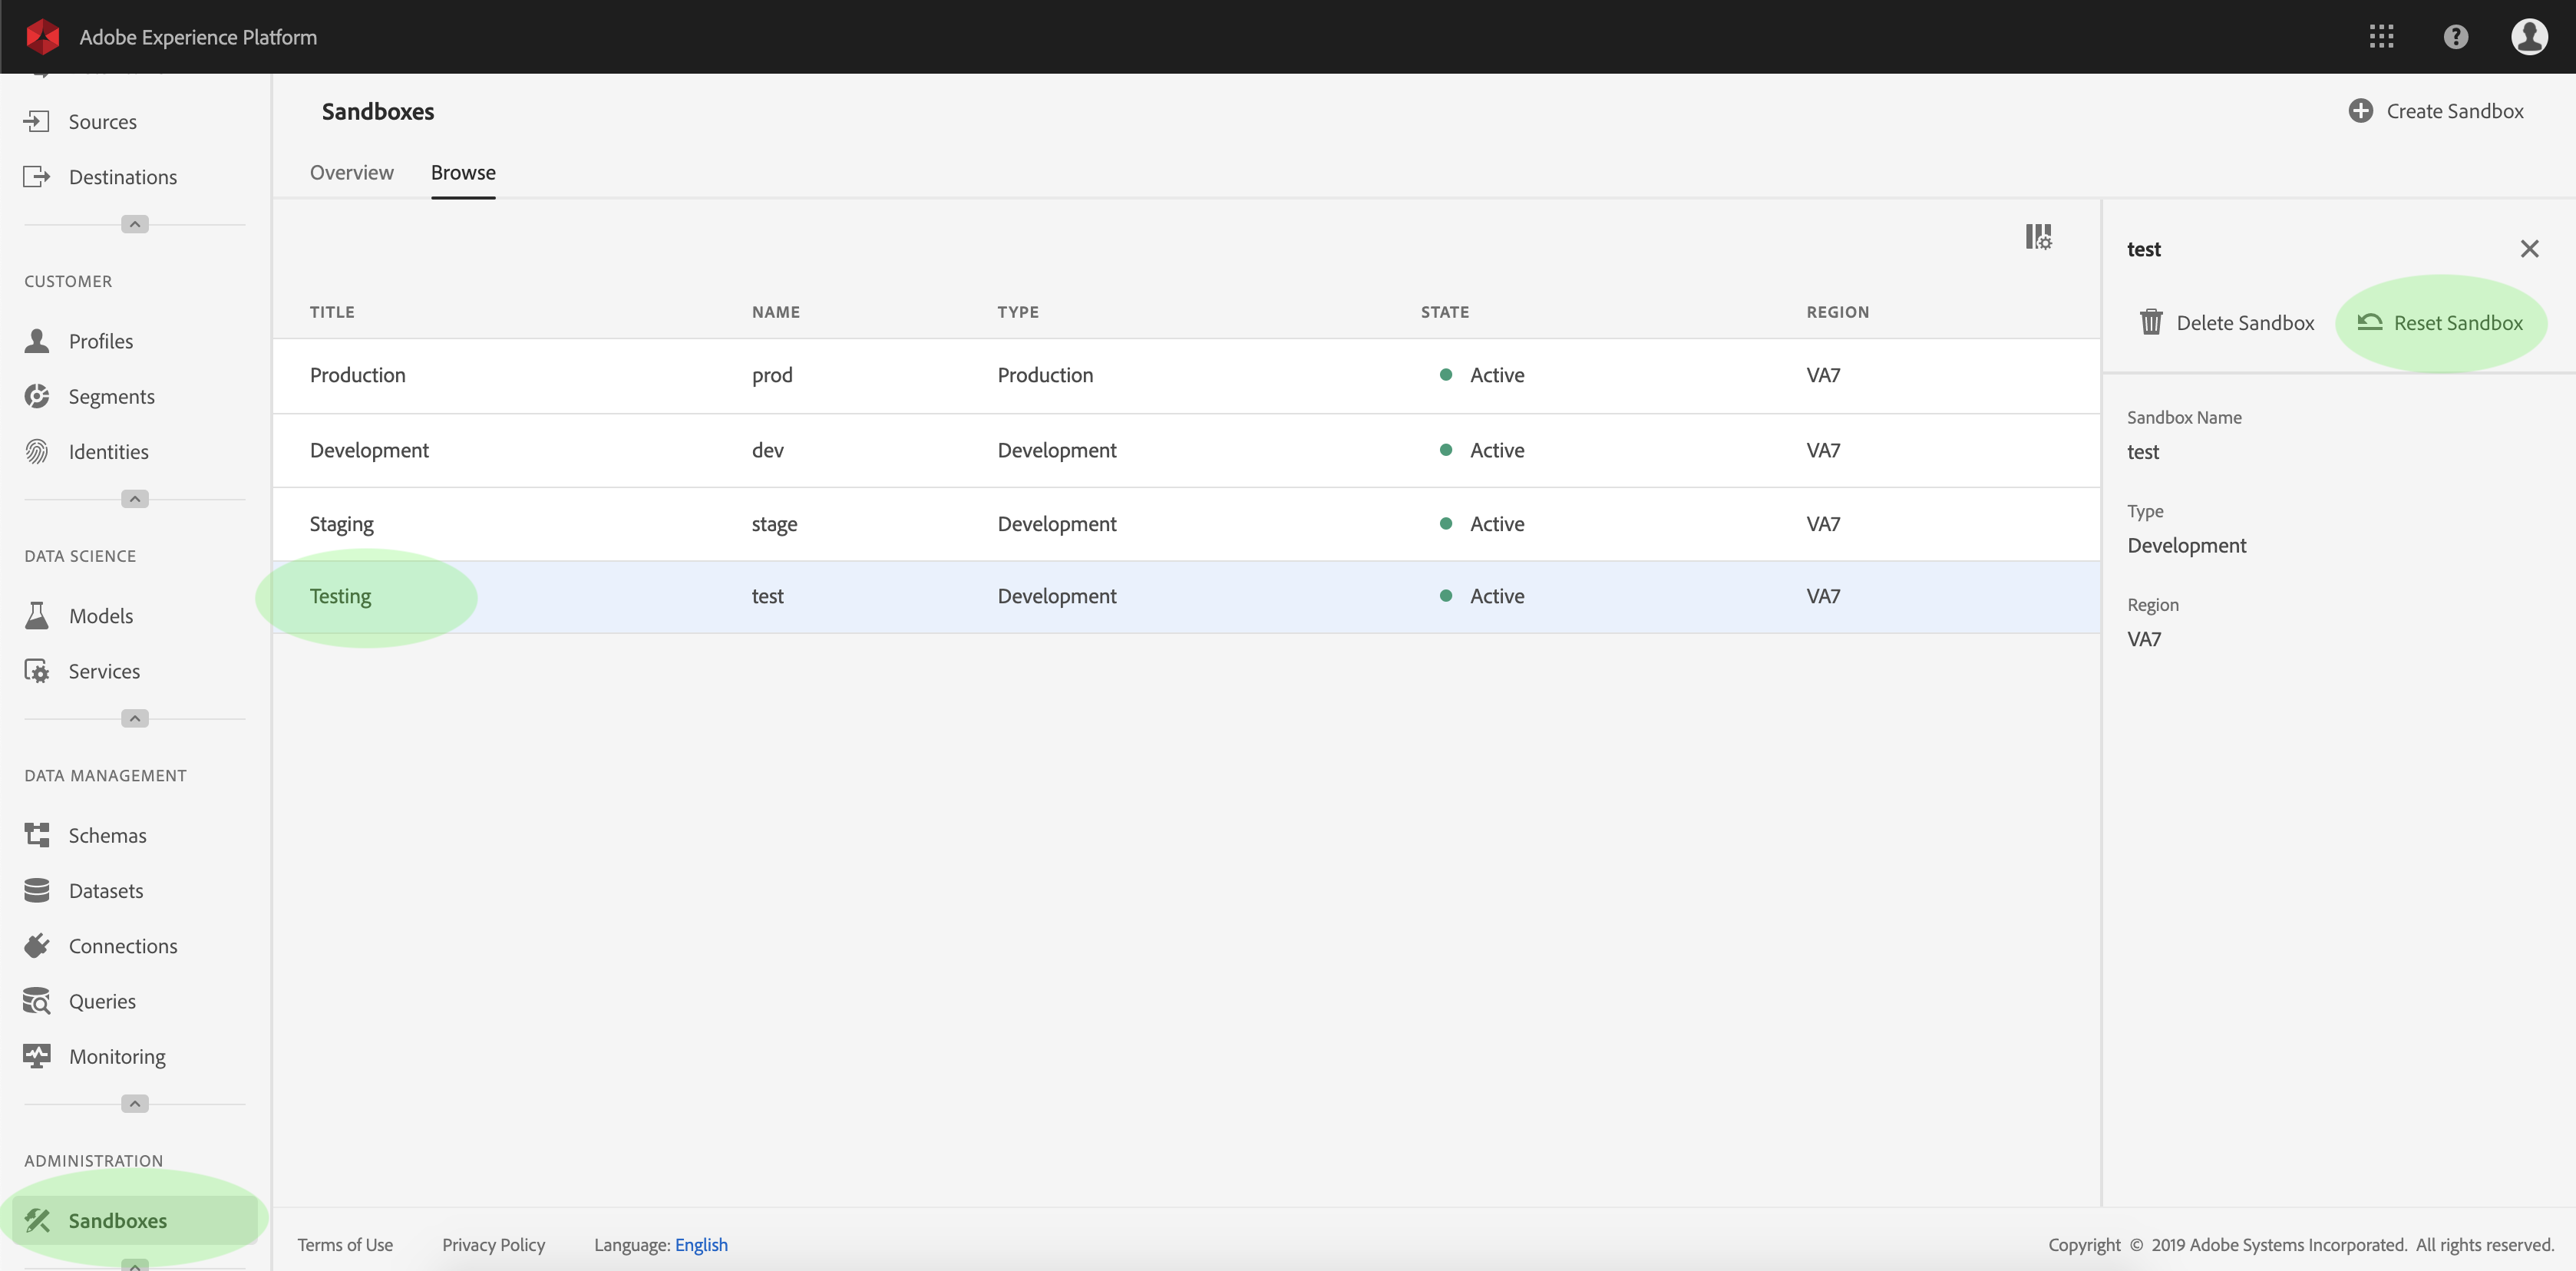 Adobe Experience Platform
Sources
Destinations
CUSTOMER
Profiles
Segments
Identities
DATA SCIENCE
Models
Services
DATA MANAGEMENT
Schemas
Datasets
Connections
Queries
Monitoring
ADMINISTRATION
Sandboxes
Sandboxes
Create Sandbox
Overview Browse
TITLE NAME TYPE STATE REGION
Production prod Production Active VA7
Development dev Development Active VA7
Staging stage Development Active VA7
Testing test Development Active VA7
test
Delete Sandbox Reset Sandbox
Sandbox Name
test
Type
Development
Region
VA7
Terms of Use Privacy Policy Language: English Copyright © 2019 Adobe Systems Incorporated. All rights reserved.